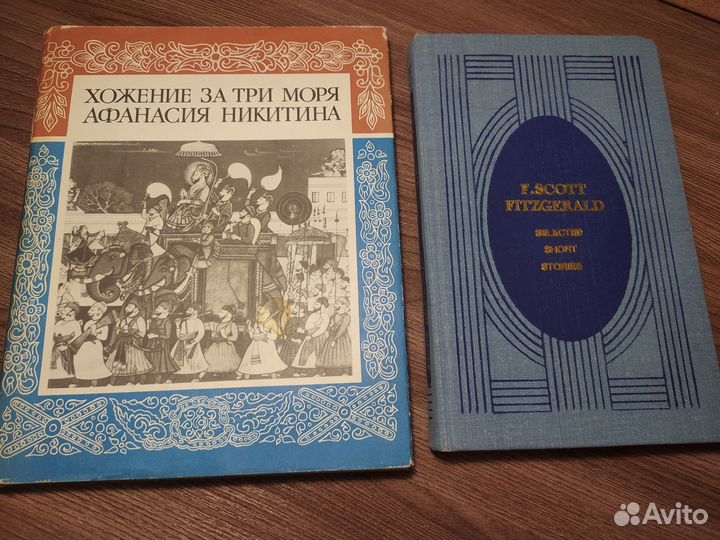 ХОЖЕНИЕ ЗА ТРИ МОРЯ
АФАНАСИЯ НИКИТИНА
F. SCOTT
FITZGERALD
SELECTED
SHORT
STORIES
Avito